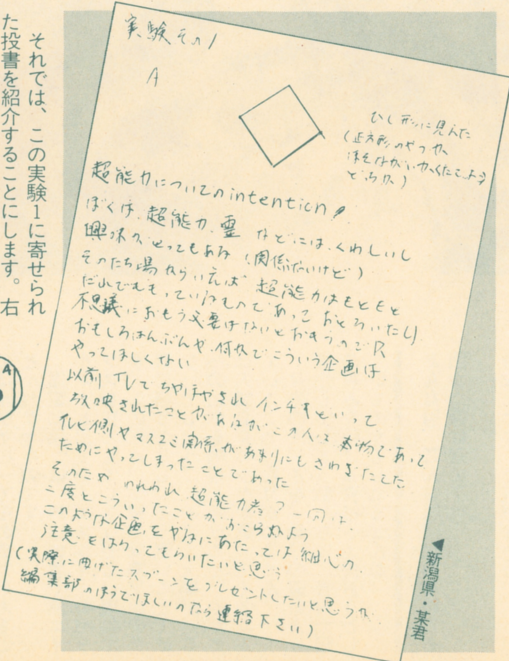 それでは、この実験1に寄せられ
た投書を紹介することにします。右
実験その1
A
ひし形に見えた
(正方形のやつか
ほそながいかくたてよう
どっちか)
超能力についてのintention!
ぼくは、超能力、霊 などには、くわしいし
興味がとってもある (関係ないけど)
そのたち場からいえば 超能力はもともと
だれでももっているものであって おどろいたり
不思議におもう必要はないとおもうので
おもしろはんぶんや、何かでこういう企画は
やってほしくない
以前 TVで ちやほやされ インチキといって
放映されたことがあるが この人は 本物であって
テレビ側やマスコミ関係があまりにもさわぎたてた
ためにやってしまったことであった
そのため われわれ 超能力者?一同は、
二度とこういったことが おこらぬよう
このような企画をやるにあたっては 細心の
注意をはらってもらいたいと思う
(実際に曲げたスプーンをプレゼントしたいと思うが
編集部のほうでほしいのなら連絡下さい)
◀新潟県・某君
A